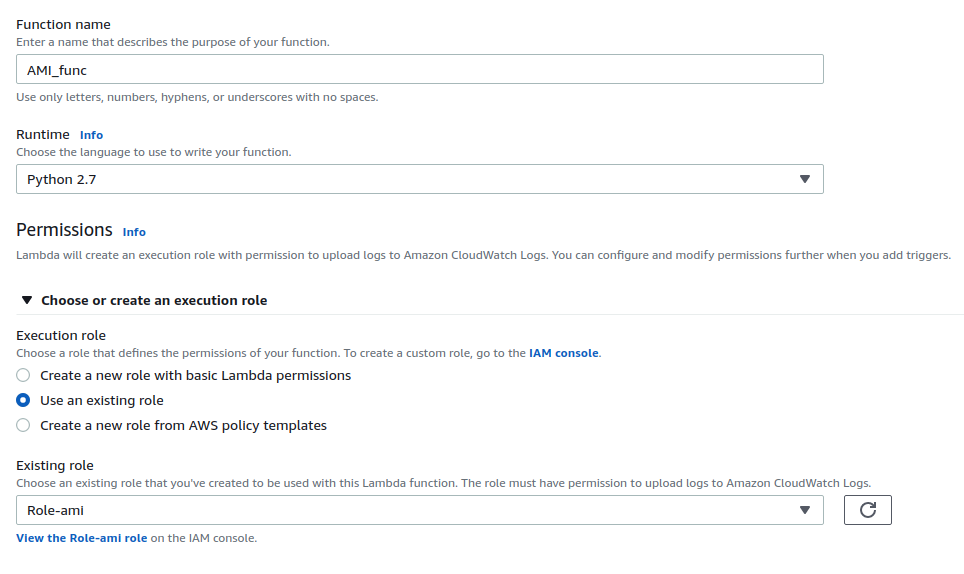 Function name
Enter a name that describes the purpose of your function.
AMI_func
Use only letters, numbers, hyphens, or underscores with no spaces.
Runtime Info
Choose the language to use to write your function.
Python 2.7
Permissions Info
Lambda will create an execution role with permission to upload logs to Amazon CloudWatch Logs. You can configure and modify permissions further when you add triggers.
Choose or create an execution role
Execution role
Choose a role that defines the permissions of your function. To create a custom role, go to the IAM console.
Create a new role with basic Lambda permissions
Use an existing role
Create a new role from AWS policy templates
Existing role
Choose an existing role that you've created to be used with this Lambda function. The role must have permission to upload logs to Amazon CloudWatch Logs.
Role-ami
View the Role-ami role on the IAM console.